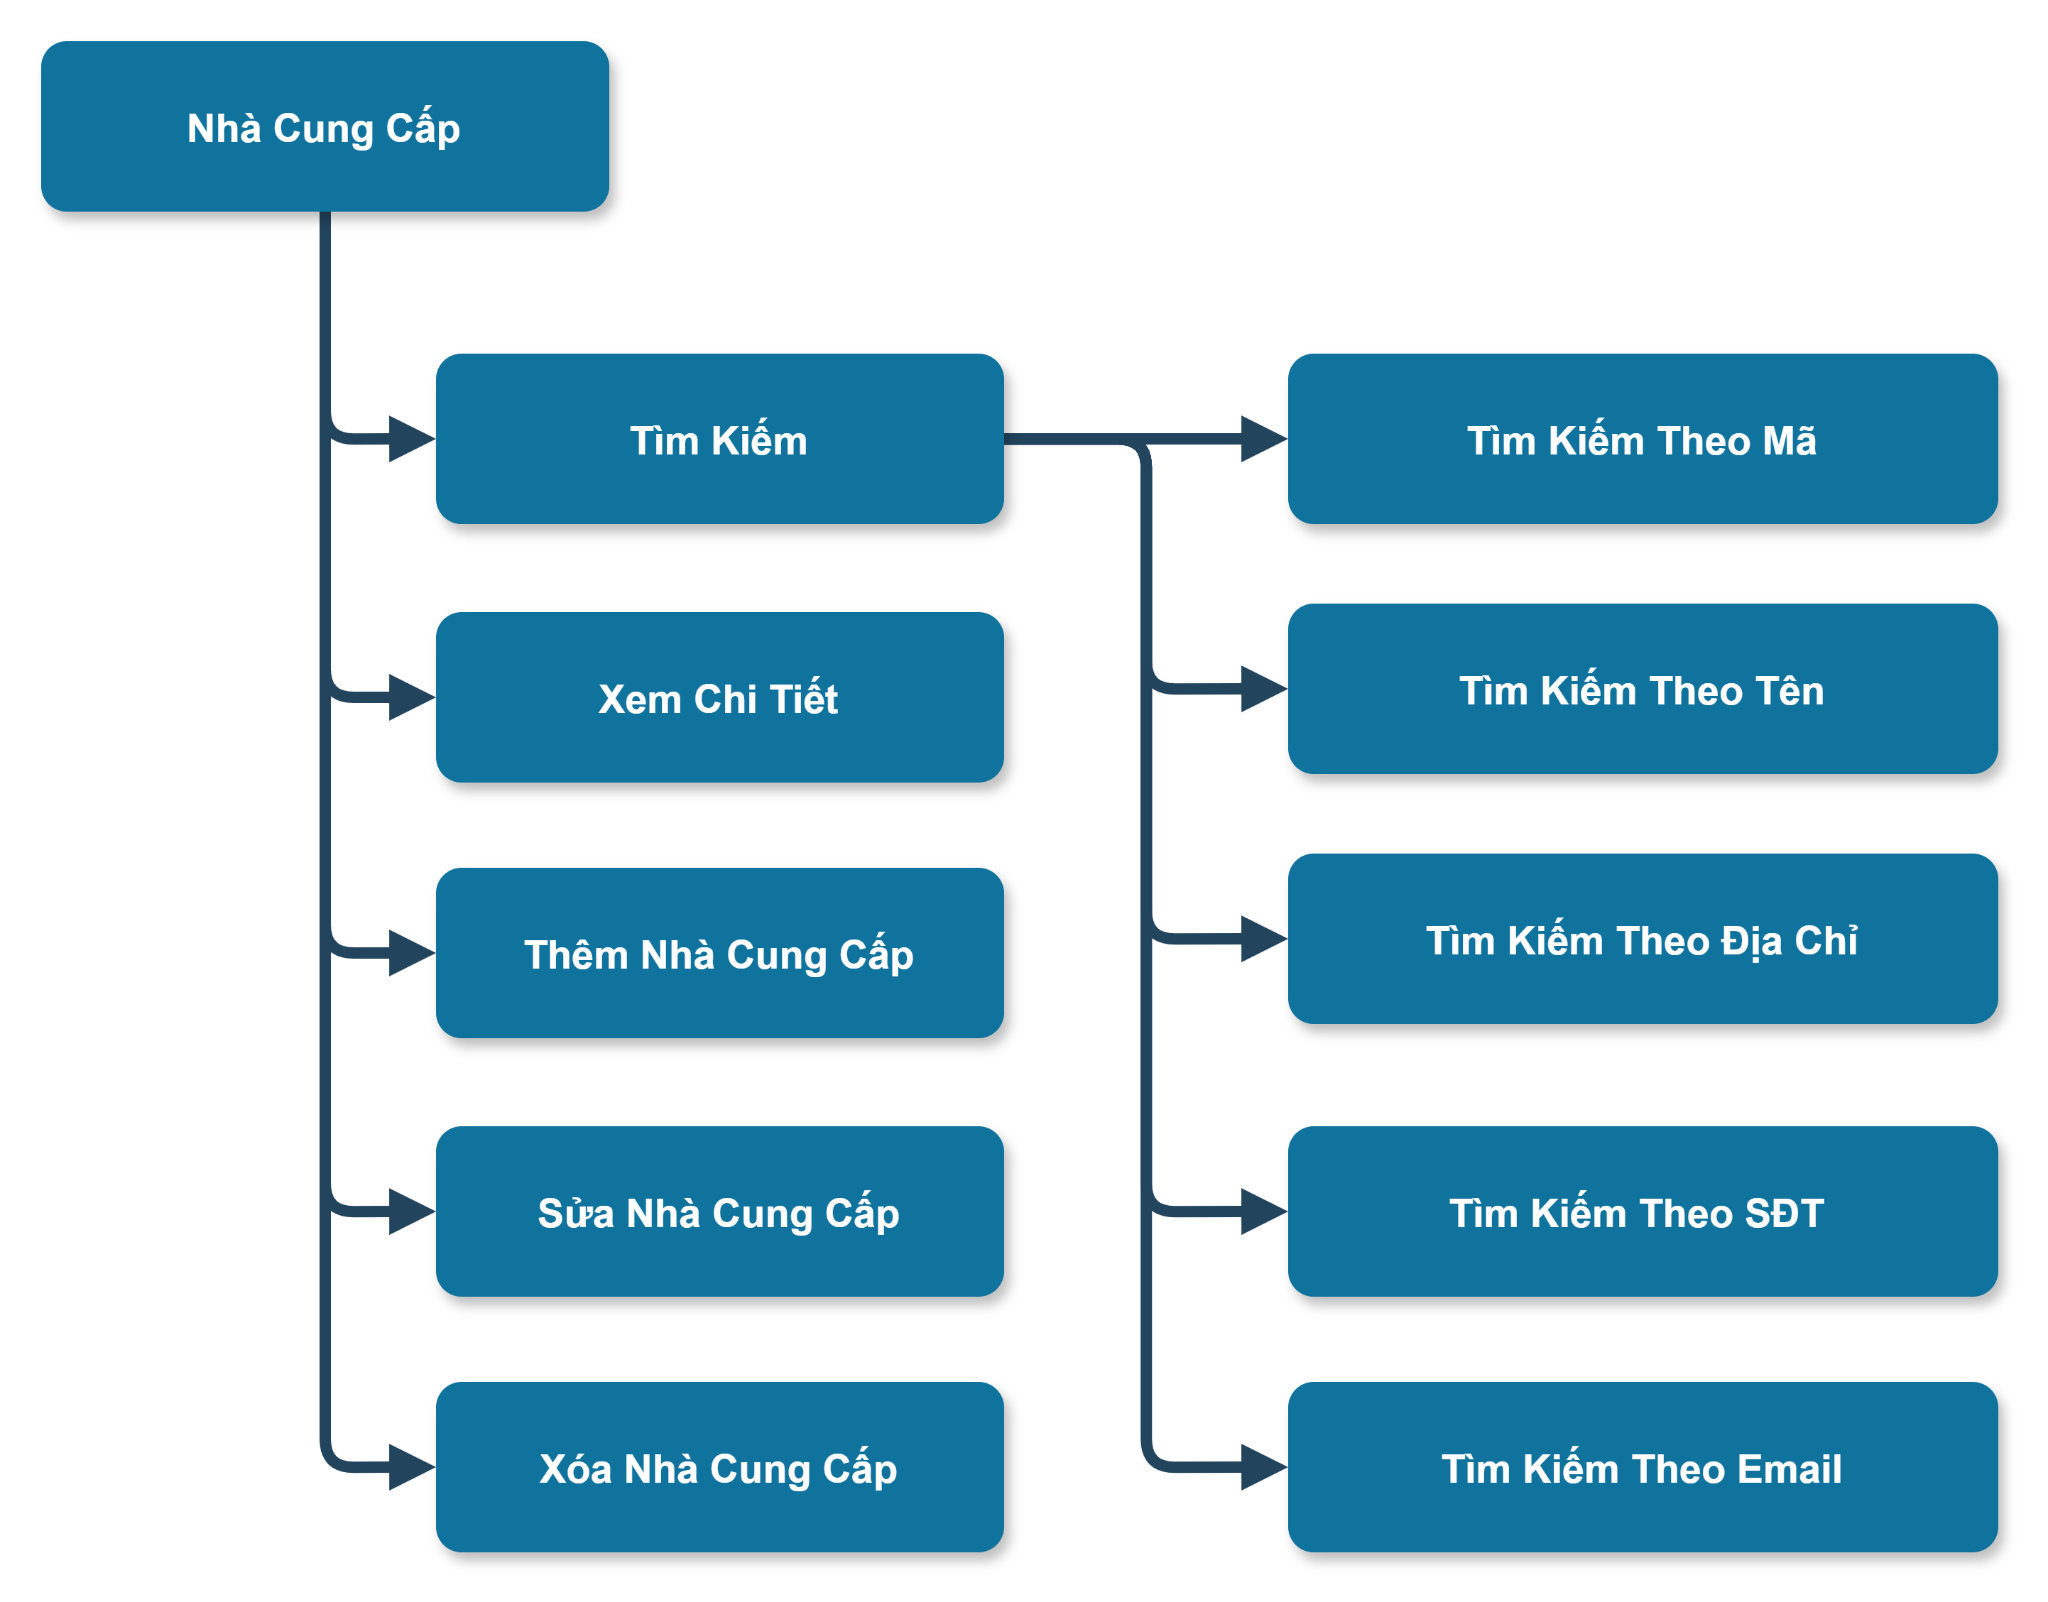 Nhà Cung Cấp
Tìm Kiếm
Xem Chi Tiết
Thêm Nhà Cung Cấp
Sửa Nhà Cung Cấp
Xóa Nhà Cung Cấp
Tìm Kiếm Theo Mã
Tìm Kiếm Theo Tên
Tìm Kiếm Theo Địa Chỉ
Tìm Kiếm Theo SĐT
Tìm Kiếm Theo Email